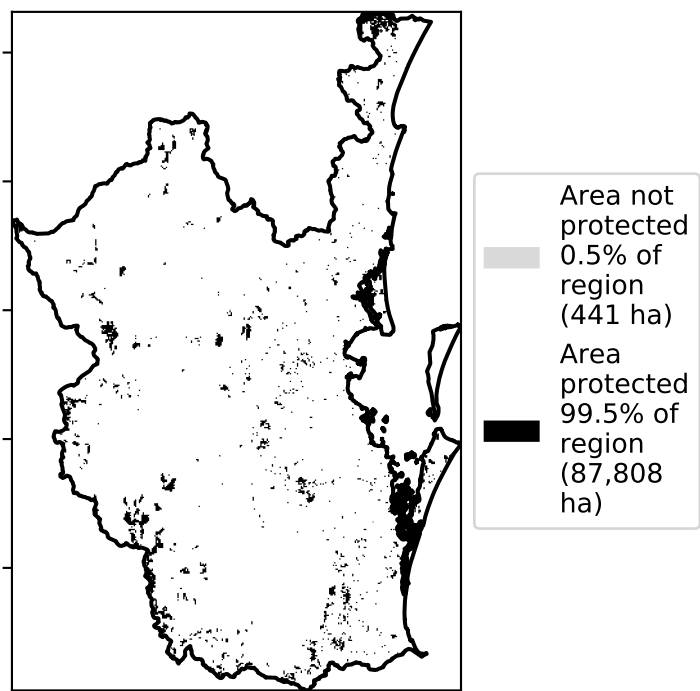 Area not
protected
0.5% of
region
(441 ha)
Area
protected
99.5% of
region
(87,808
ha)